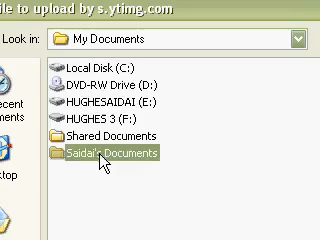 ile to upload by s.ytimg.com
Look in: My Documents
Local Disk (C:)
DVD-RW Drive (D:)
HUGHESAIDAI (E:)
HUGHES 3 (F:)
Shared Documents
Saidai's Documents
ecent
ments
ktop